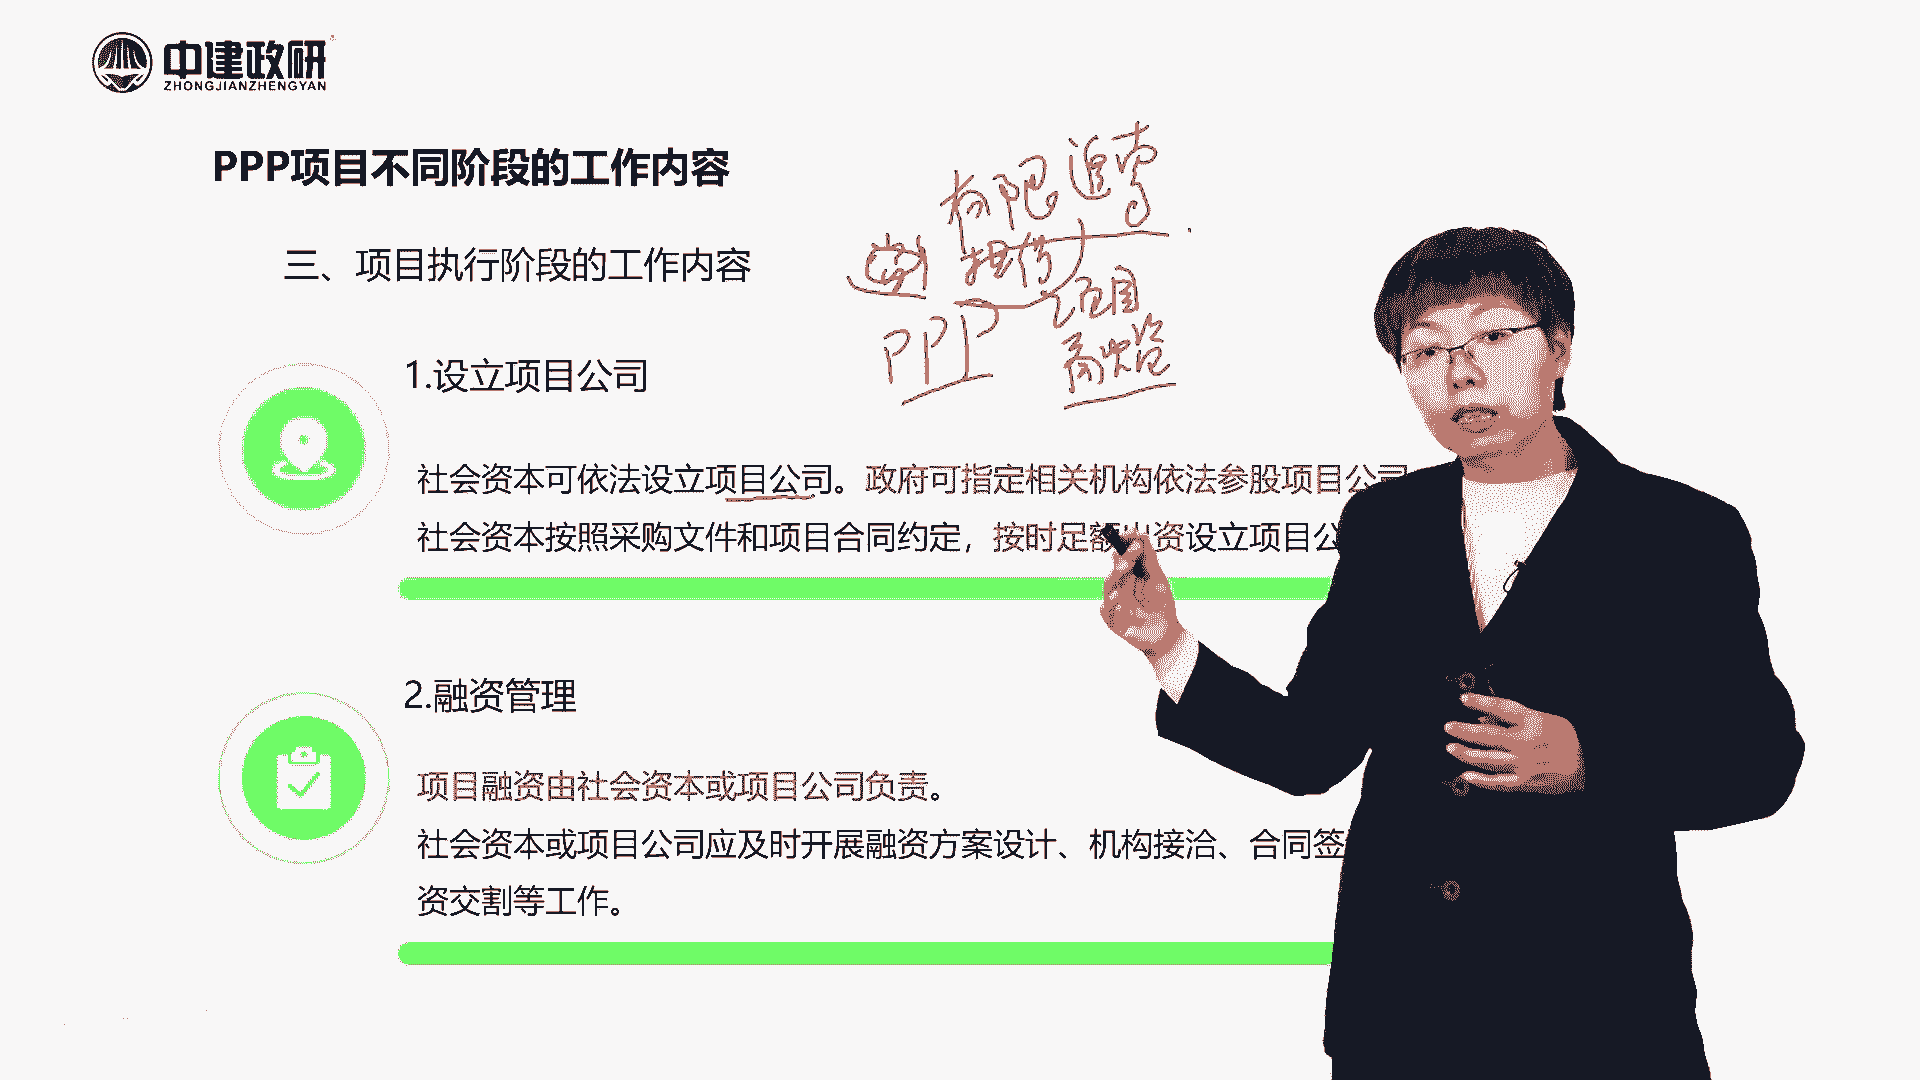 中建政研
ZHONGJIANZHENGYAN
PPP项目不同阶段的工作内容
有限追索
三、项目执行阶段的工作内容
担保
PPP
项目
融资
1.设立项目公司
社会资本可依法设立项目公司。政府可指定相关机构依法参股项目公司
社会资本按照采购文件和项目合同约定，按时足额出资设立项目公
2.融资管理
项目融资由社会资本或项目公司负责。
社会资本或项目公司应及时开展融资方案设计、机构接洽、合同签
资交割等工作。